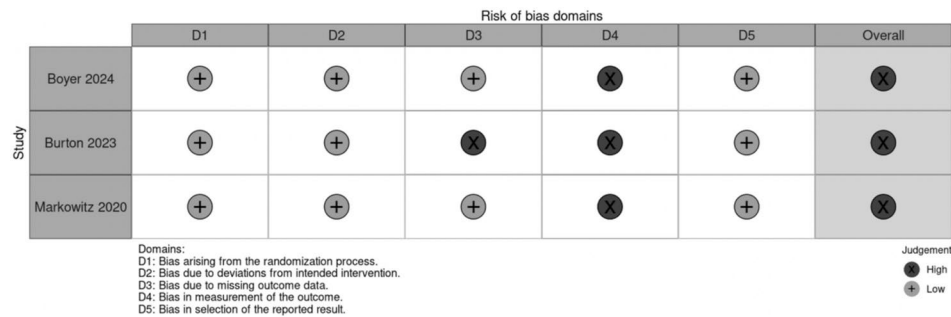 Risk of bias domains
D1 D2 D3 D4 D5 Overall
Study
Boyer 2024 + + + X + X
Burton 2023 + + X X + X
Markowitz 2020 + + + X + X
Domains:
D1: Bias arising from the randomization process.
D2: Bias due to deviations from intended intervention.
D3: Bias due to missing outcome data.
D4: Bias in measurement of the outcome.
D5: Bias in selection of the reported result.
Judgement
X High
+ Low